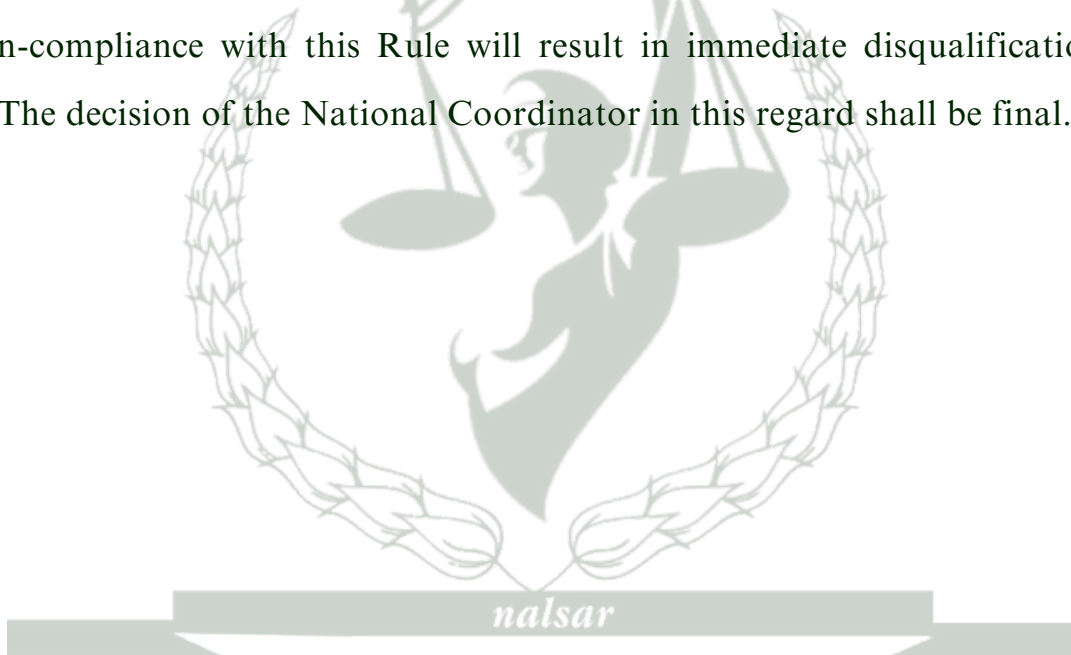 n-compliance with this Rule will result in immediate disqualificatio
The decision of the National Coordinator in this regard shall be final.
nalsar